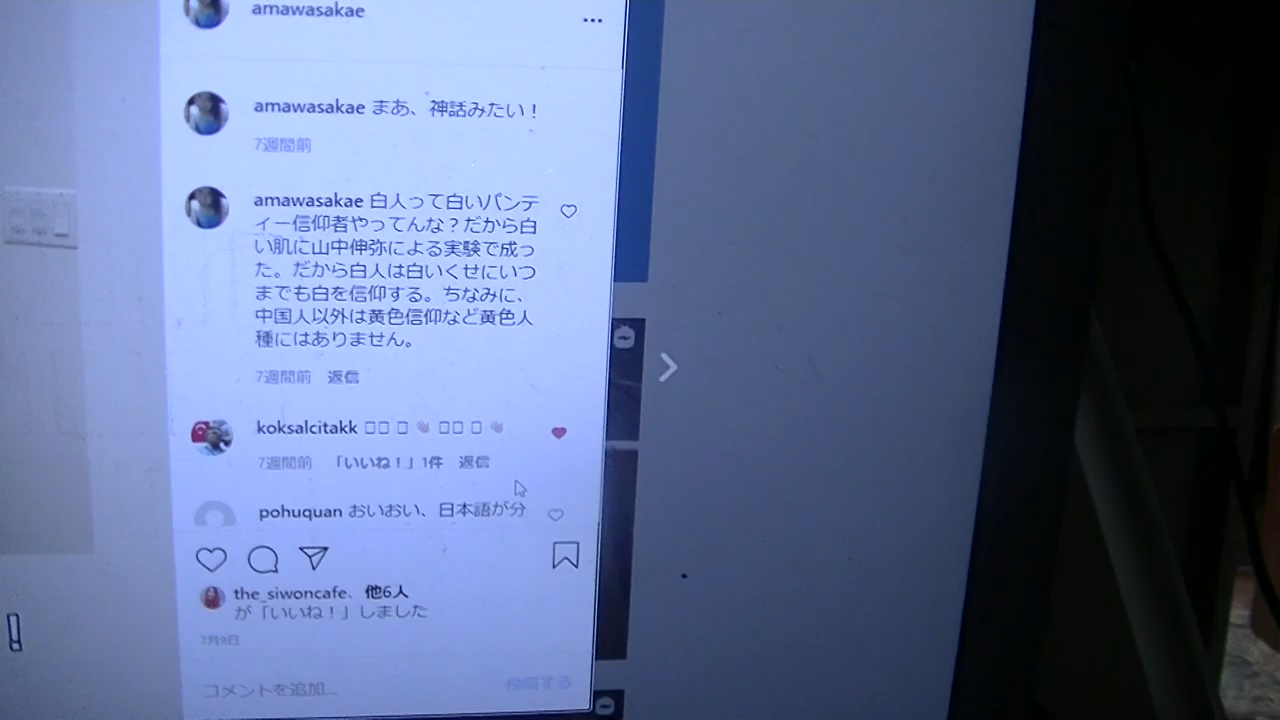 amawasakae
amawasakae まあ、神話みたい！
7週間前
amawasakae 白人って白いパンテ
ィー信仰者やってんな？だから白
い肌に山中伸弥による実験で成っ
た。だから白人は白いくせにいつ
までも白を信仰する。ちなみに、
中国人以外は黄色信仰など黄色人
種にはありません。
7週間前 返信
koksalcitakk
7週間前 「いいね！」1件 返信
pohuquan おいおい、日本語が分
the_siwoncafe、他6人
が「いいね！」しました
7月9日
コメントを追加...
投稿する